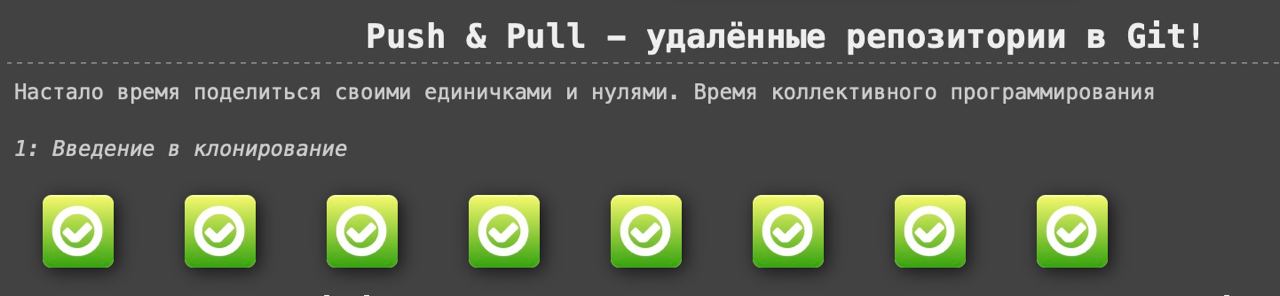 Push & Pull – удалённые репозитории в Git!
Настало время поделиться своими единичками и нулями. Время коллективного программирования
1: Введение в клонирование